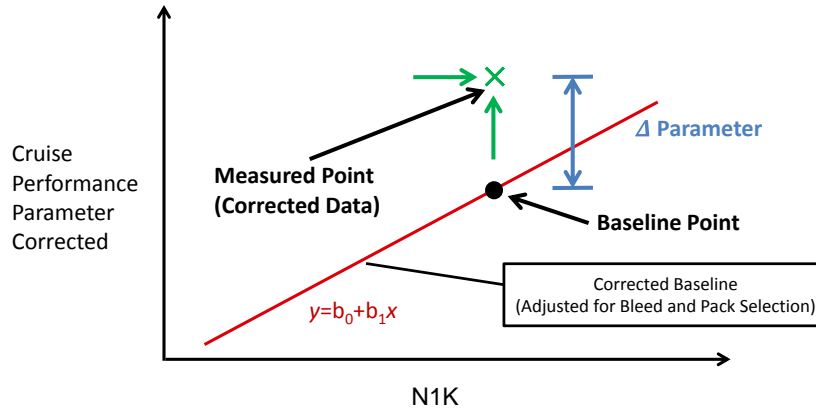 Cruise
Performance
Parameter
Corrected
Measured Point
(Corrected Data)
Δ Parameter
Baseline Point
Corrected Baseline
(Adjusted for Bleed and Pack Selection)
y=b₀+b₁x
N1K